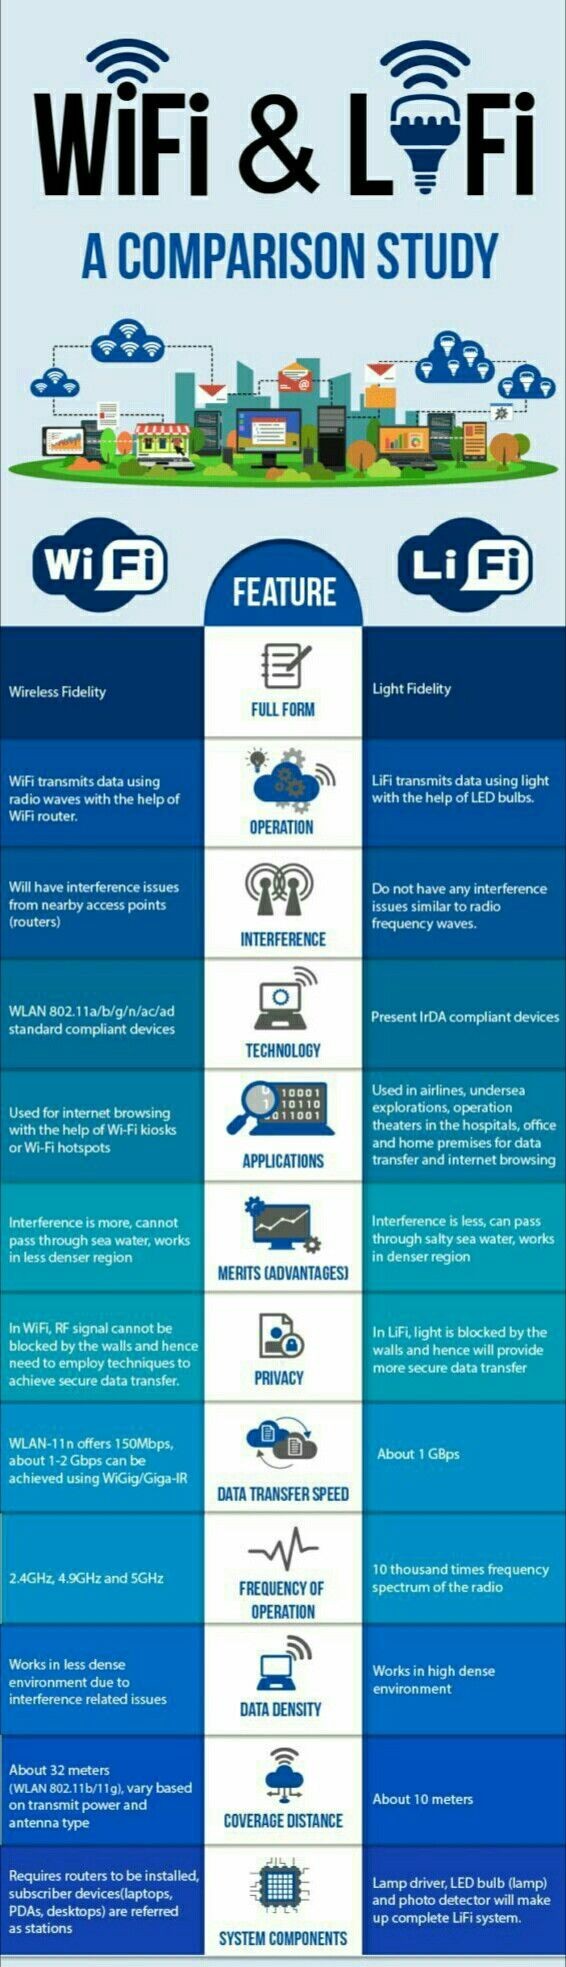 WiFi & LiFi
A COMPARISON STUDY
WiFi
FEATURE
LiFi
Wireless Fidelity
FULL FORM
Light Fidelity
WiFi transmits data using
radio waves with the help of
WiFi router.
OPERATION
LiFi transmits data using light
with the help of LED bulbs.
Will have interference issues
from nearby access points
(routers)
INTERFERENCE
Do not have any interference
issues similar to radio
frequency waves.
WLAN 802.11a/b/g/n/ac/ad
standard compliant devices
TECHNOLOGY
Present IrDA compliant devices
Used for internet browsing
with the help of Wi-Fi kiosks
or Wi-Fi hotspots
10001
10110
011001
APPLICATIONS
Used in airlines, undersea
explorations, operation
theaters in the hospitals, office
and home premises for data
transfer and internet browsing
Interference is more, cannot
pass through sea water, works
in less denser region
MERITS (ADVANTAGES)
Interference is less, can pass
through salty sea water, works
in denser region
In WiFi, RF signal cannot be
blocked by the walls and hence
need to employ techniques to
achieve secure data transfer.
PRIVACY
In LiFi, light is blocked by the
walls and hence will provide
more secure data transfer
WLAN-11n offers 150Mbps,
about 1-2 Gbps can be
achieved using WiGig/Giga-IR
DATA TRANSFER SPEED
About 1 GBps
2.4GHz, 4.9GHz and 5GHz
FREQUENCY OF
OPERATION
10 thousand times frequency
spectrum of the radio
Works in less dense
environment due to
interference related issues
DATA DENSITY
Works in high dense
environment
About 32 meters
(WLAN 802.11b/11g), vary based
on transmit power and
antenna type
COVERAGE DISTANCE
About 10 meters
Requires routers to be installed,
subscriber devices(laptops,
PDAs, desktops) are referred
as stations
SYSTEM COMPONENTS
Lamp driver, LED bulb (lamp)
and photo detector will make
up complete LiFi system.